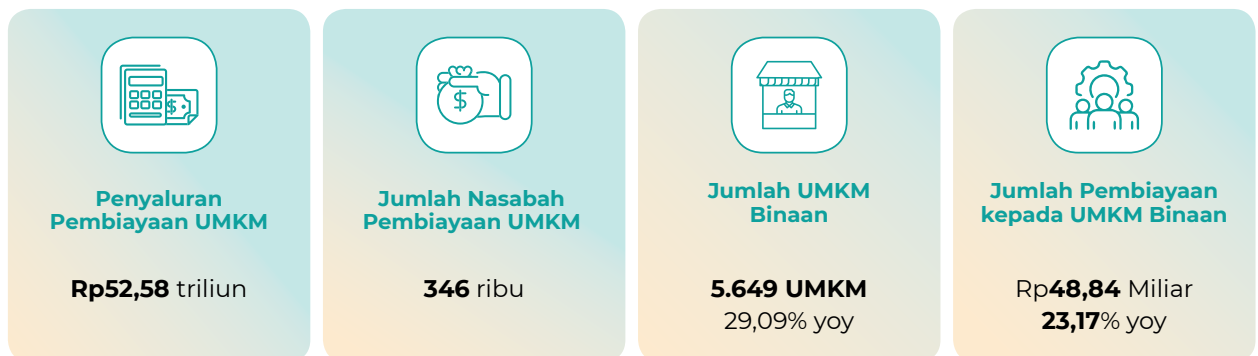 Penyaluran
Pembiayaan UMKM
Rp52,58 triliun
Jumlah Nasabah
Pembiayaan UMKM
346 ribu
Jumlah UMKM
Binaan
5.649 UMKM
29,09% yoy
Jumlah Pembiayaan
kepada UMKM Binaan
Rp48,84 Miliar
23,17% yoy